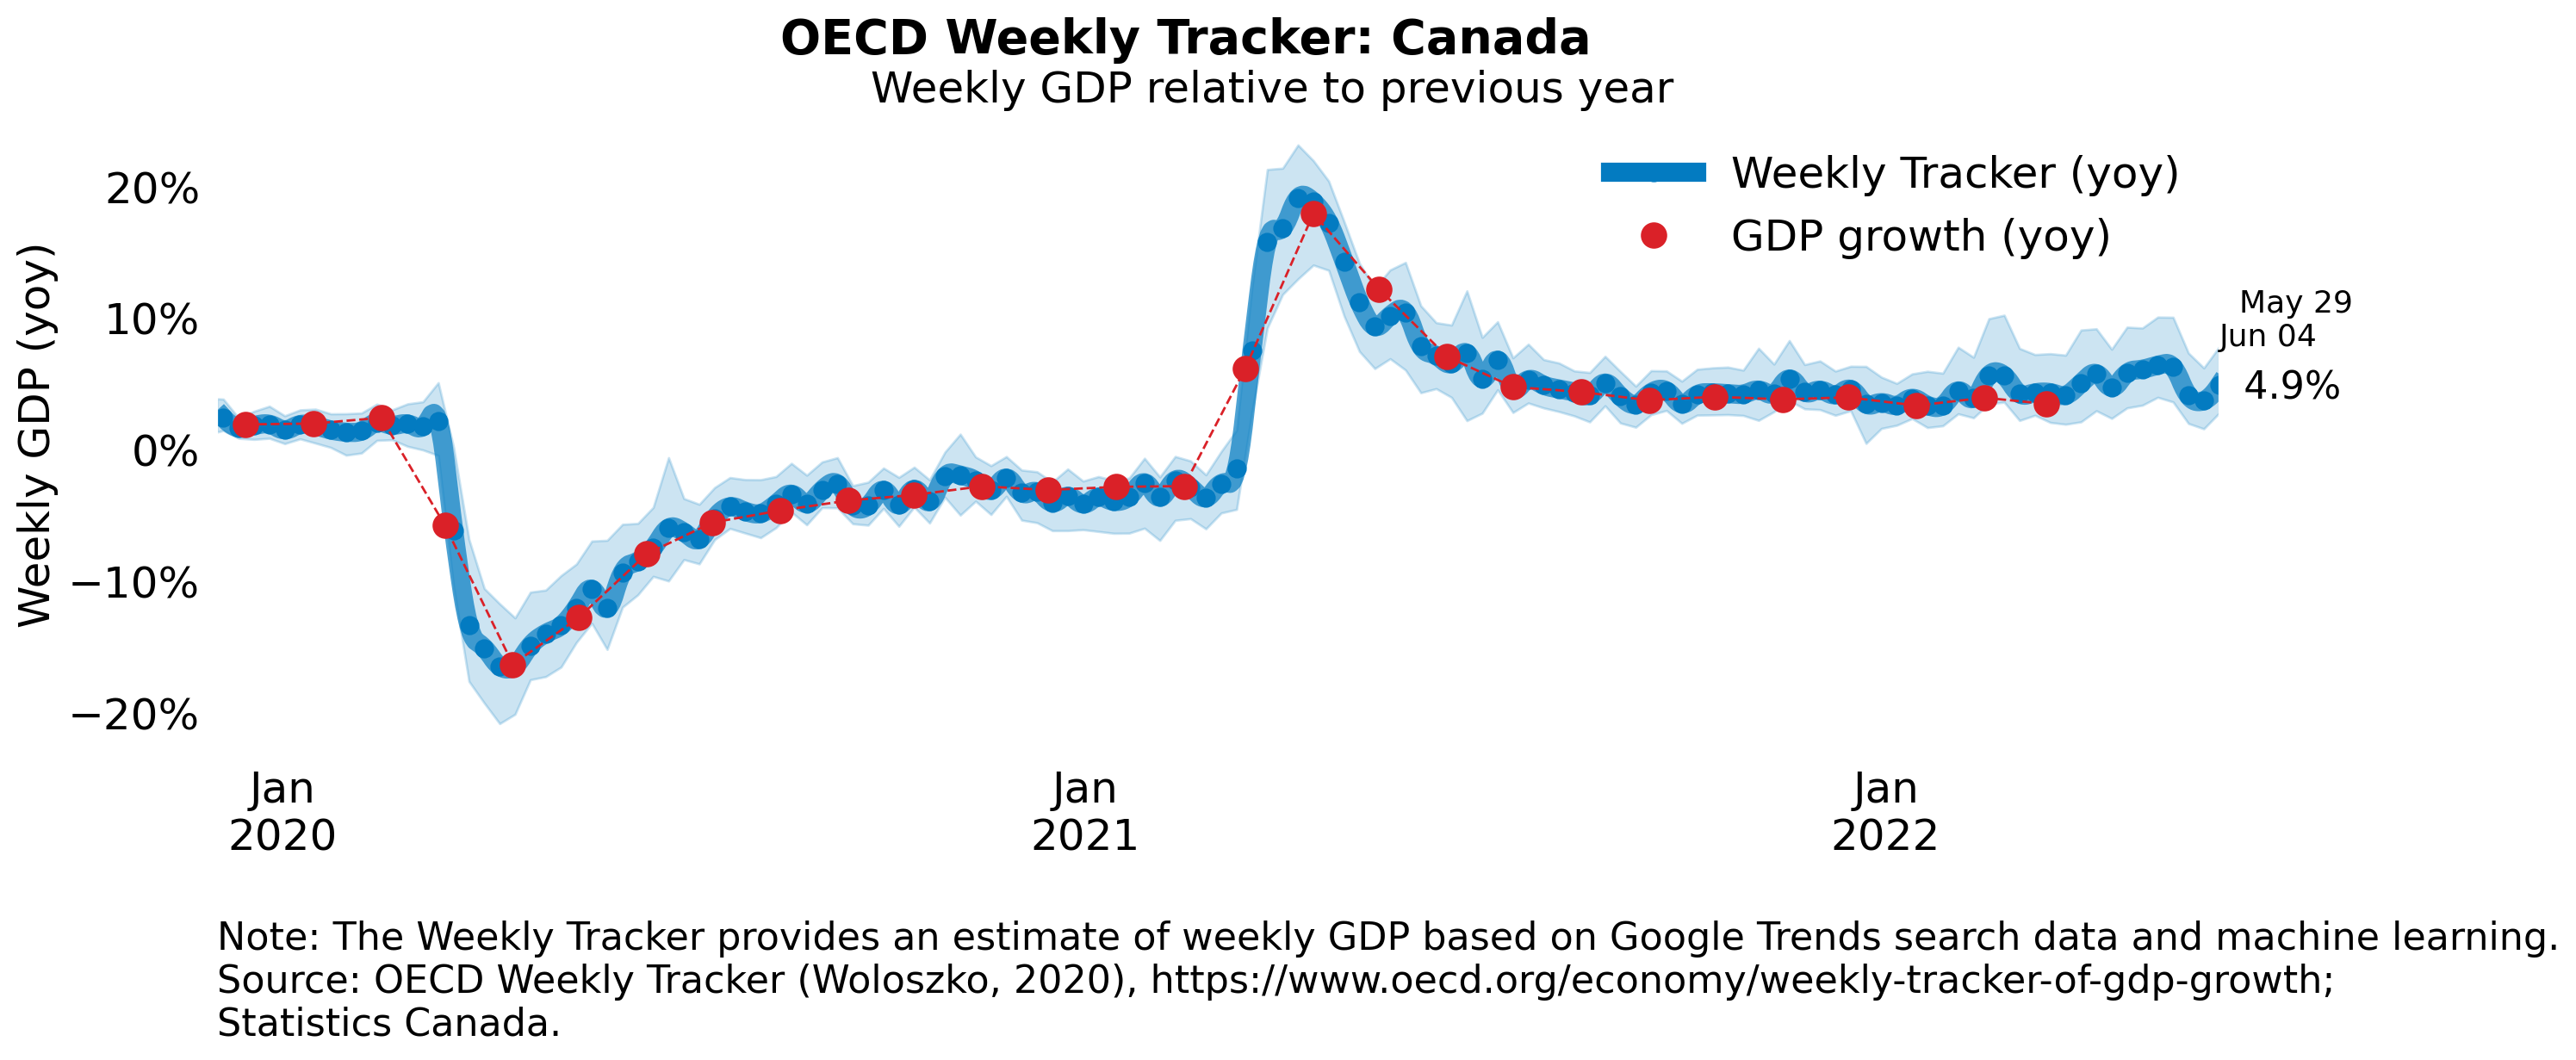 OECD Weekly Tracker: Canada
Weekly GDP relative to previous year
Weekly GDP (yoy)
20%
10%
0%
−10%
−20%
Weekly Tracker (yoy)
GDP growth (yoy)
May 29
Jun 04
4.9%
Jan
2020
Jan
2021
Jan
2022
Note: The Weekly Tracker provides an estimate of weekly GDP based on Google Trends search data and machine learning.
Source: OECD Weekly Tracker (Woloszko, 2020), https://www.oecd.org/economy/weekly-tracker-of-gdp-growth;
Statistics Canada.